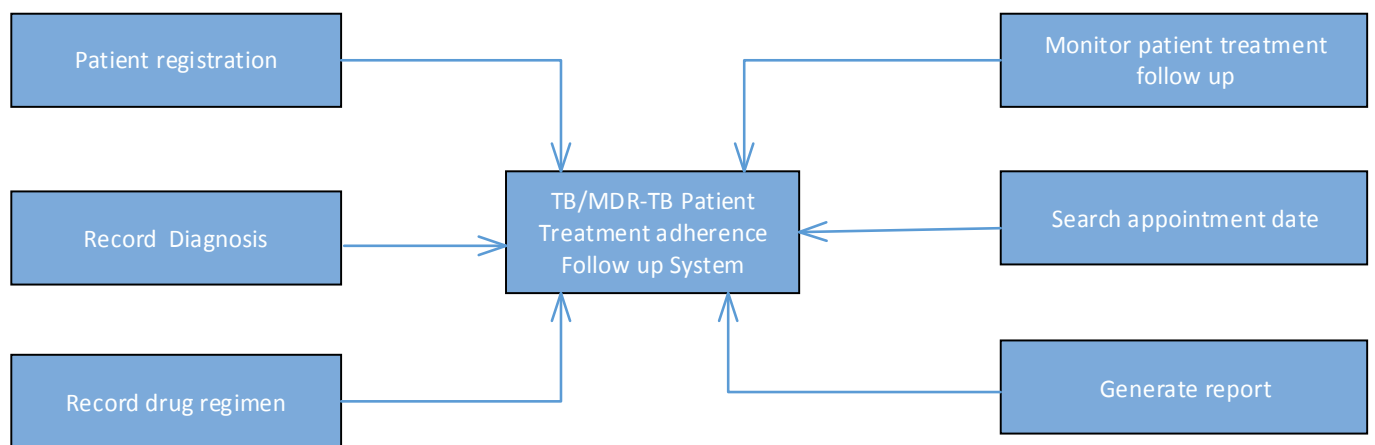 Patient registration
Monitor patient treatment
follow up
Record  Diagnosis
TB/MDR-TB Patient
Treatment adherence
Follow up System
Search appointment date
Record drug regimen
Generate report